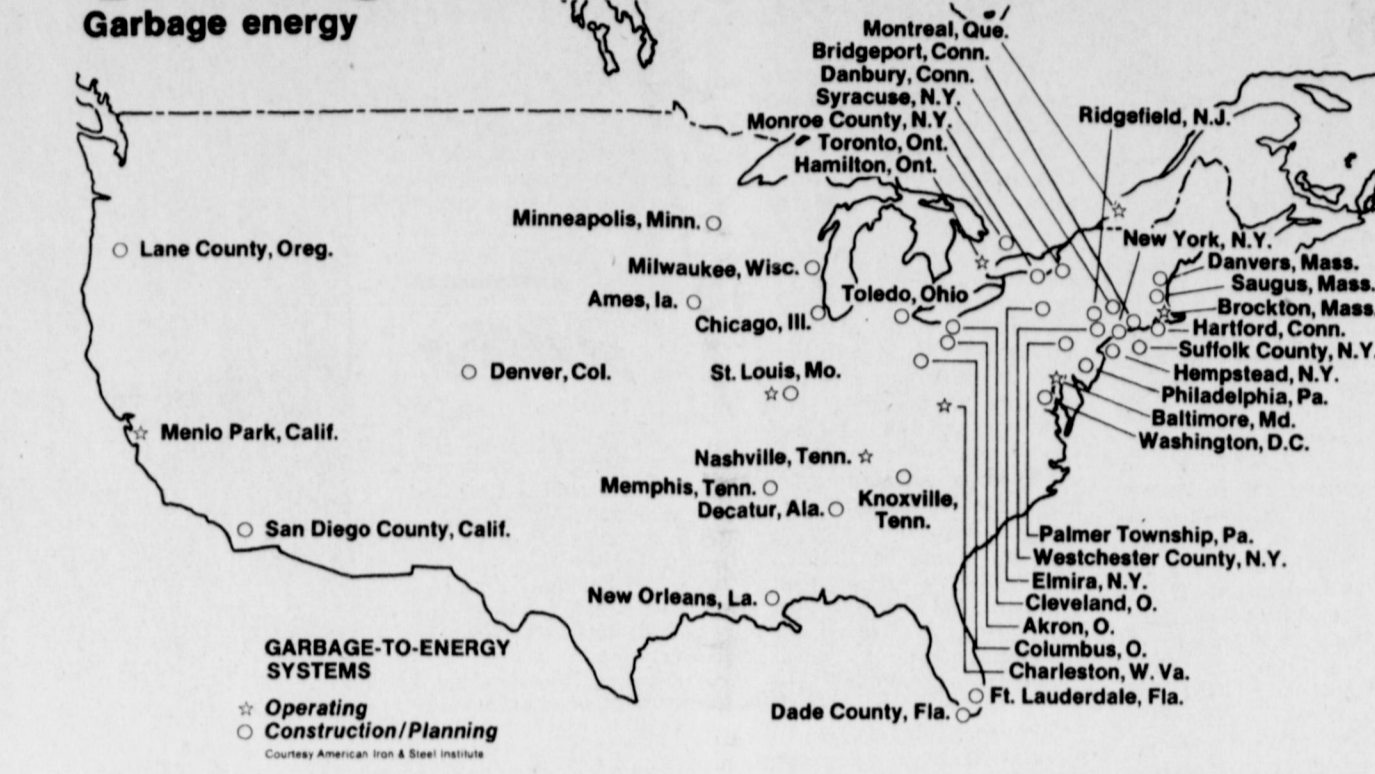 Garbage energy
Montreal, Que.
Bridgeport, Conn.
Danbury, Conn.
Syracuse, N.Y.
Monroe County, N.Y.
Toronto, Ont.
Hamilton, Ont.
Ridgefield, N.J.
Minneapolis, Minn.
Lane County, Oreg.
New York, N.Y.
Danvers, Mass.
Milwaukee, Wisc.
Saugus, Mass.
Ames, Ia.
Toledo, Ohio
Brockton, Mass
Chicago, Ill.
Hartford, Conn.
Suffolk County, N.Y.
Denver, Col.
St. Louis, Mo.
Hempstead, N.Y.
Philadelphia, Pa.
Baltimore, Md.
Menlo Park, Calif.
Washington, D.C.
Nashville, Tenn.
Memphis, Tenn.
Decatur, Ala.
Knoxville,
Tenn.
San Diego County, Calif.
Palmer Township, Pa.
Westchester County, N.Y.
Elmira, N.Y.
New Orleans, La.
Cleveland, O.
Akron, O.
Columbus, O.
Charleston, W. Va.
Ft. Lauderdale, Fla.
Dade County, Fla.
GARBAGE-TO-ENERGY
SYSTEMS
Operating
Construction/Planning
Courtesy American Iron & Steel Institute